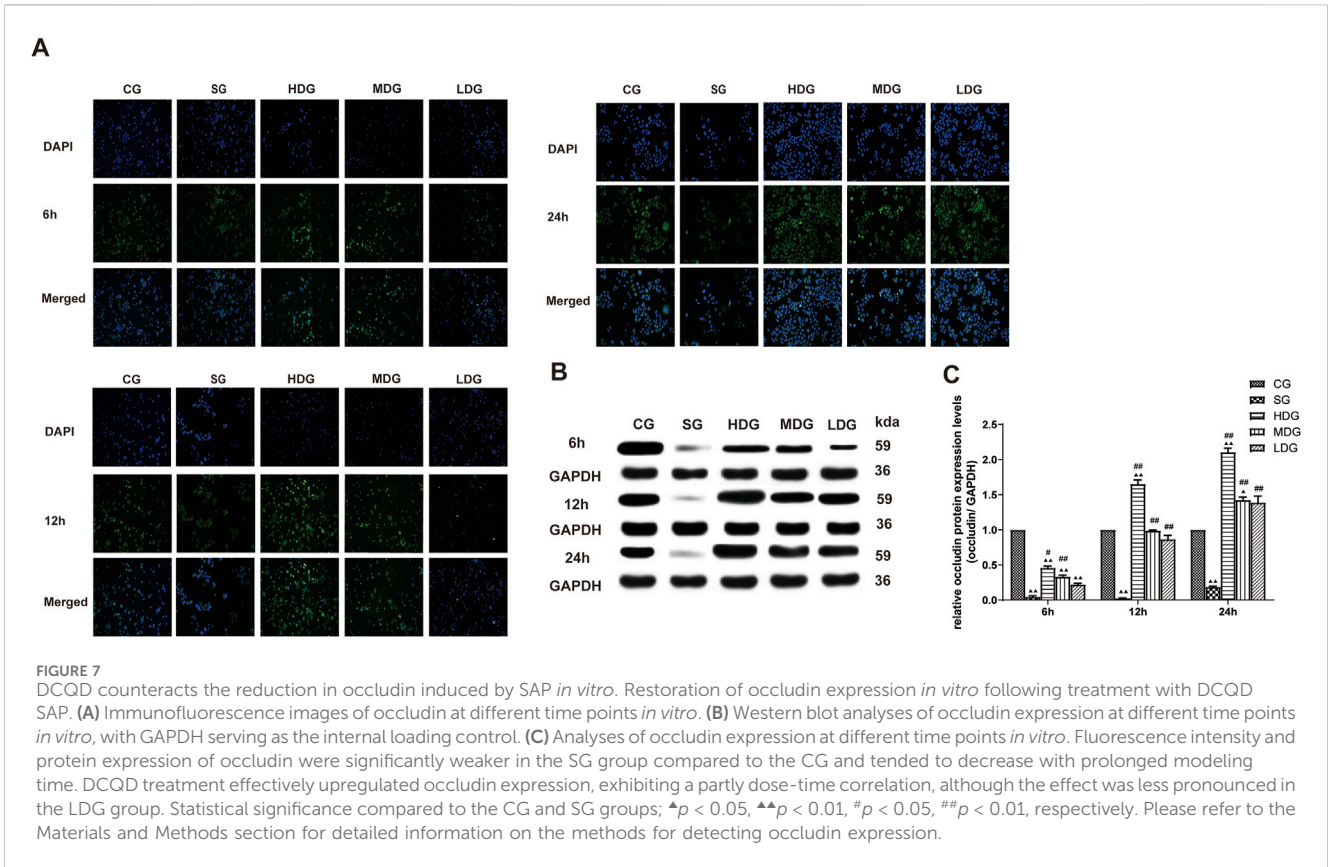 A
CG SG HDG MDG LDG
DAPI
6h
Merged
CG SG HDG MDG LDG
DAPI
24h
Merged
CG SG HDG MDG LDG
DAPI
12h
Merged
B
CG SG HDG MDG LDG kda
6h 59
GAPDH 36
12h 59
GAPDH 36
24h 59
GAPDH 36
C
CG
SG
HDG
MDG
LDG
relative occludin protein expression levels
(occludin/ GAPDH)
2.5
2.0
1.5
1.0
0.5
0.0
▲▲ # ▲▲ ## ▲▲ ▲▲
▲▲ ## ▲▲ ## ##
▲▲ ## ▲▲ ## ▲ ##
6h 12h 24h
FIGURE 7
DCQD counteracts the reduction in occludin induced by SAP in vitro. Restoration of occludin expression in vitro following treatment with DCQD
SAP. (A) Immunofluorescence images of occludin at different time points in vitro. (B) Western blot analyses of occludin expression at different time points
in vitro, with GAPDH serving as the internal loading control. (C) Analyses of occludin expression at different time points in vitro. Fluorescence intensity and
protein expression of occludin were significantly weaker in the SG group compared to the CG and tended to decrease with prolonged modeling
time. DCQD treatment effectively upregulated occludin expression, exhibiting a partly dose-time correlation, although the effect was less pronounced in
the LDG group. Statistical significance compared to the CG and SG groups; ▲p < 0.05, ▲▲p < 0.01, #p < 0.05, ##p < 0.01, respectively. Please refer to the
Materials and Methods section for detailed information on the methods for detecting occludin expression.